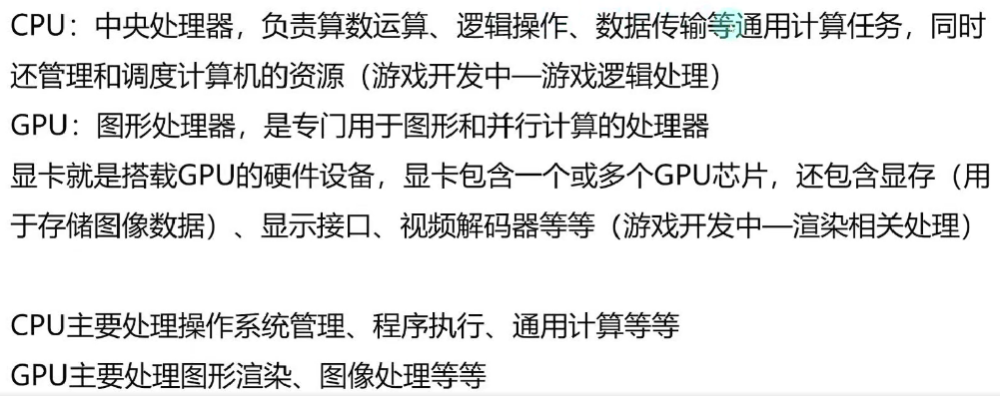 CPU：中央处理器，负责算数运算、逻辑操作、数据传输等通用计算任务，同时
还管理和调度计算机的资源（游戏开发中—游戏逻辑处理）
GPU：图形处理器，是专门用于图形和并行计算的处理器
显卡就是搭载GPU的硬件设备，显卡包含一个或多个GPU芯片，还包含显存（用
于存储图像数据）、显示接口、视频解码器等等（游戏开发中—渲染相关处理）
CPU主要处理操作系统管理、程序执行、通用计算等等
GPU主要处理图形渲染、图像处理等等